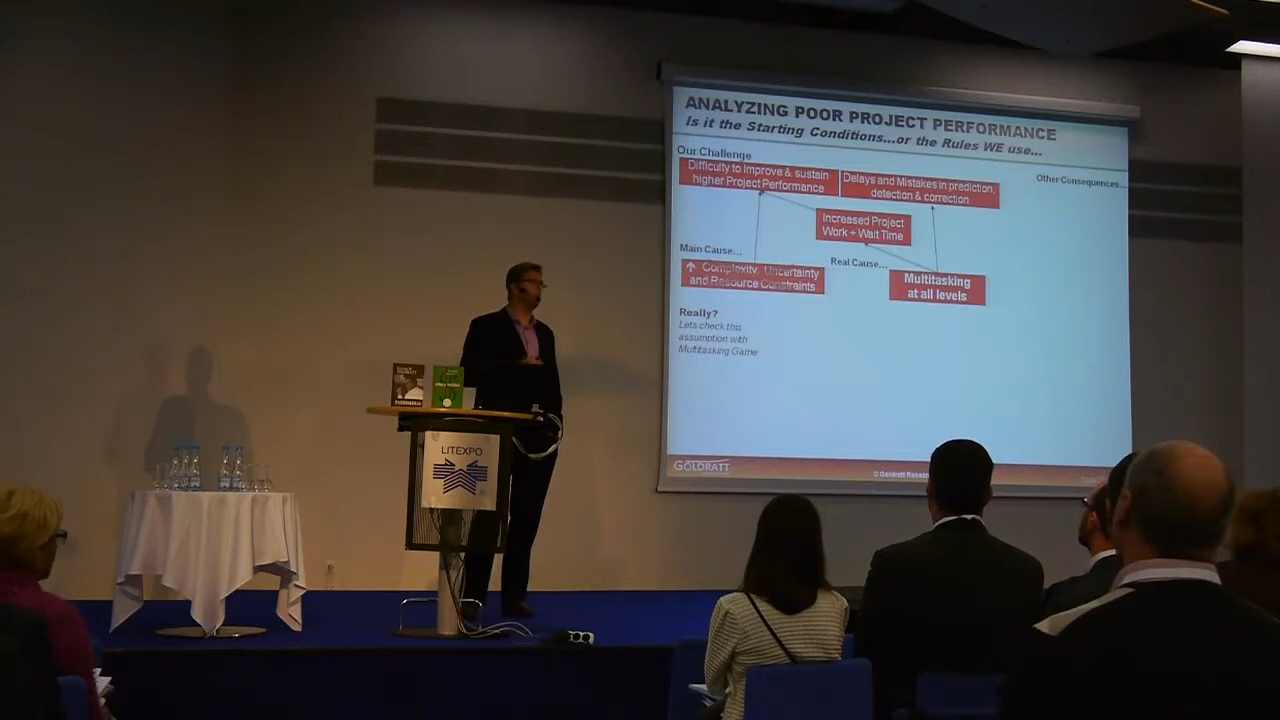 ANALYZING POOR PROJECT PERFORMANCE
Is it the Starting Conditions...or the Rules WE use...
Our Challenge
Difficulty to Improve & sustain
higher Project Performance
Delays and Mistakes in prediction,
detection & correction
Other Consequences...
Increased Project
Work + Wait Time
Main Cause...
↑ Complexity, Uncertainty
and Resource Constraints
Real Cause...
Multitasking
at all levels
Really?
Lets check this
assumption with
Multitasking Game
GOLDRATT
© Goldratt
LITEXPO